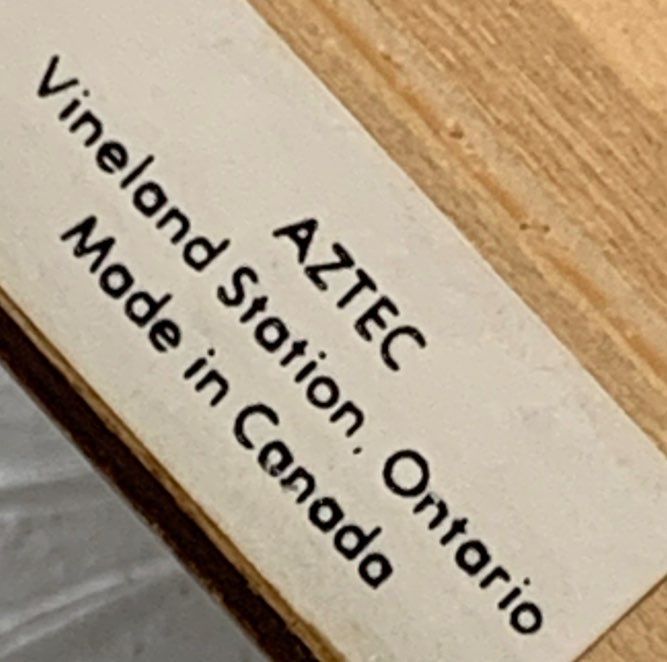 AZTEC
Vineland Station, Ontario
Made in Canada